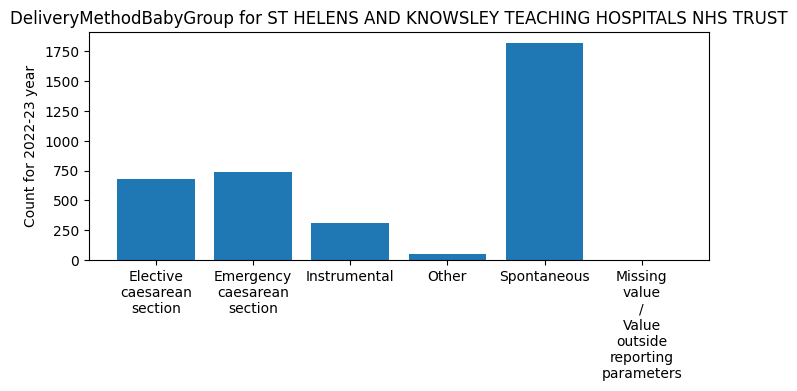 DeliveryMethodBabyGroup for ST HELENS AND KNOWSLEY TEACHING HOSPITALS NHS TRUST
Count for 2022-23 year
1750
1500
1250
1000
750
500
250
0
Elective
caesarean
section
Emergency
caesarean
section
Instrumental
Other
Spontaneous
Missing
value
/
Value
outside
reporting
parameters